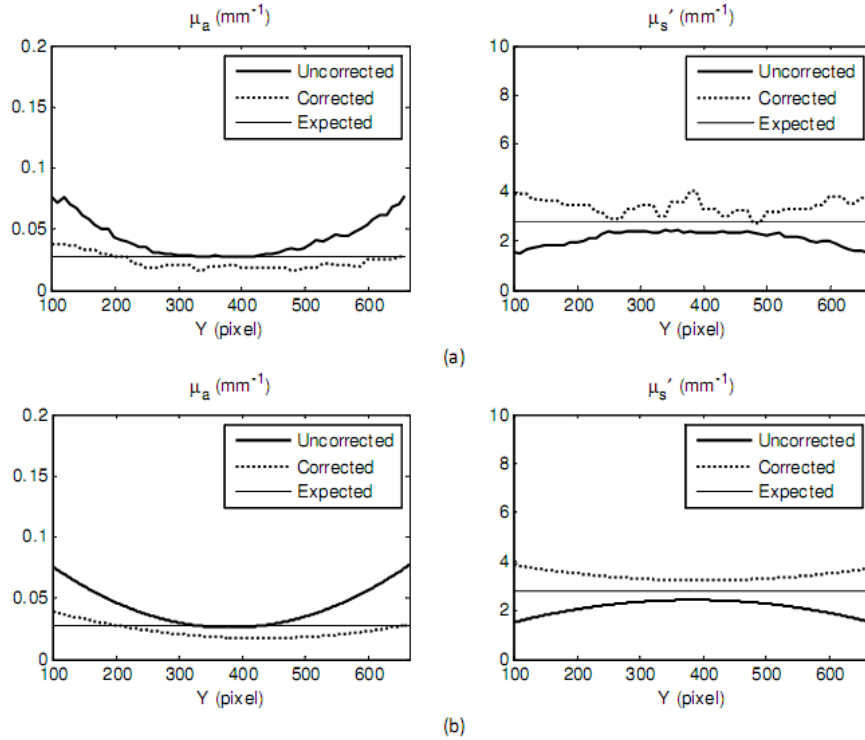 μa (mm-1)
0.2
0.15
0.1
0.05
0
Uncorrected
Corrected
Expected
100 200 300 400 500 600
Y (pixel)
μs′ (mm-1)
10
8
6
4
2
0
Uncorrected
Corrected
Expected
100 200 300 400 500 600
Y (pixel)
(a)
μa (mm-1)
0.2
0.15
0.1
0.05
0
Uncorrected
Corrected
Expected
100 200 300 400 500 600
Y (pixel)
μs′ (mm-1)
10
8
6
4
2
0
Uncorrected
Corrected
Expected
100 200 300 400 500 600
Y (pixel)
(b)